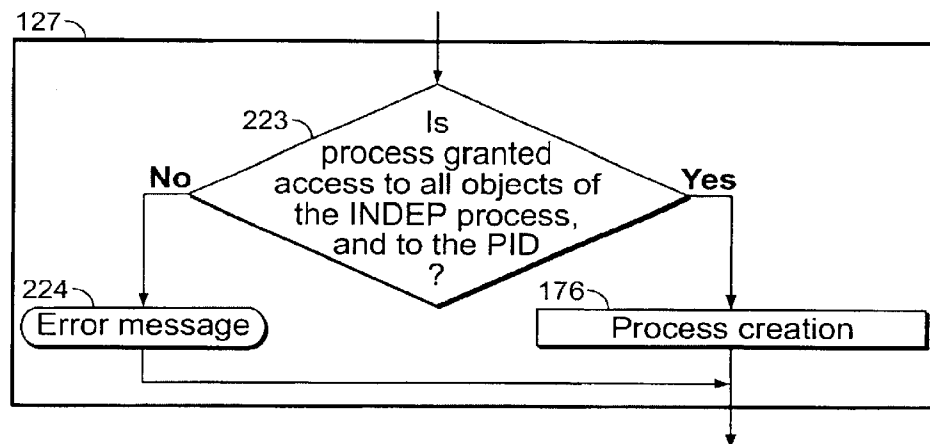 127
223
Is
process granted
access to all objects of
the INDEP process,
and to the PID
?
No
Yes
224
Error message
176
Process creation